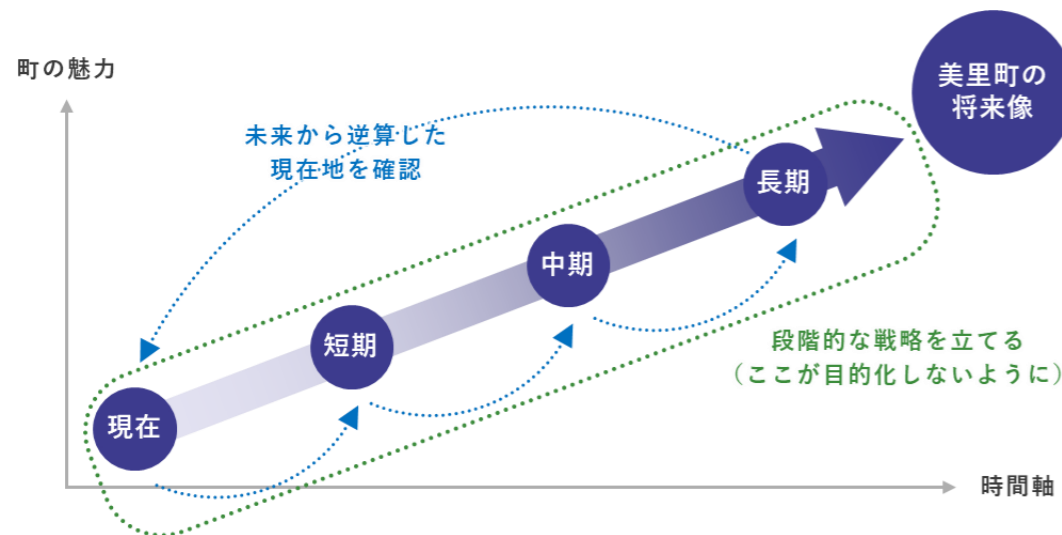 町の魅力
美里町の
将来像
未来から逆算した
現在地を確認
長期
中期
短期
現在
段階的な戦略を立てる
（ここが目的化しないように）
時間軸